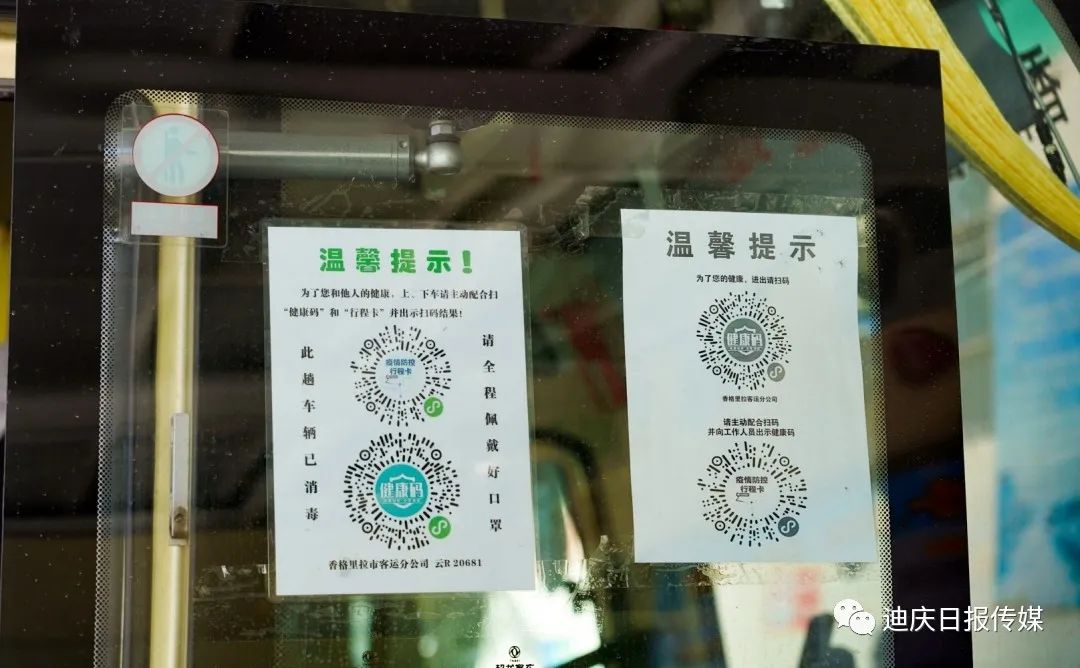 温馨提示！
为了您和他人的健康，上、下车请主动配合扫
“健康码”和“行程卡”并出示扫码结果！
此趟车辆已消毒
疫情防控
行程卡
健康码
请全程佩戴好口罩
香格里拉市客运分公司 云R 20681
温馨提示
为了您的健康，进出请扫码
健康码
香格里拉客运分公司
请主动配合扫码
并向工作人员出示健康码
疫情防控
行程卡
迪庆日报传媒